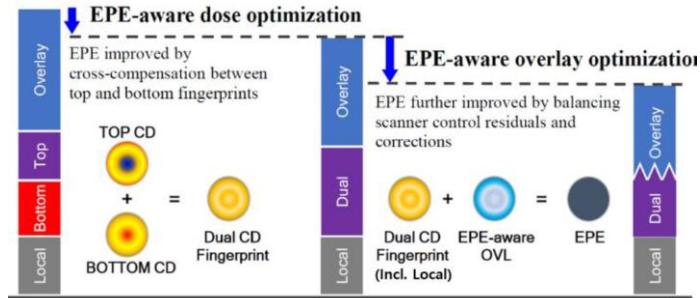 EPE-aware dose optimization
EPE improved by
cross-compensation between
top and bottom fingerprints
Overlay
Top
Bottom
Local
TOP CD
+
=
BOTTOM CD
Dual CD
Fingerprint
Overlay
Dual
Local
EPE-aware overlay optimization
EPE further improved by balancing
scanner control residuals and
corrections
+
=
Dual CD
Fingerprint
(Incl. Local)
EPE-aware
OVL
EPE
Overlay
Dual
Local